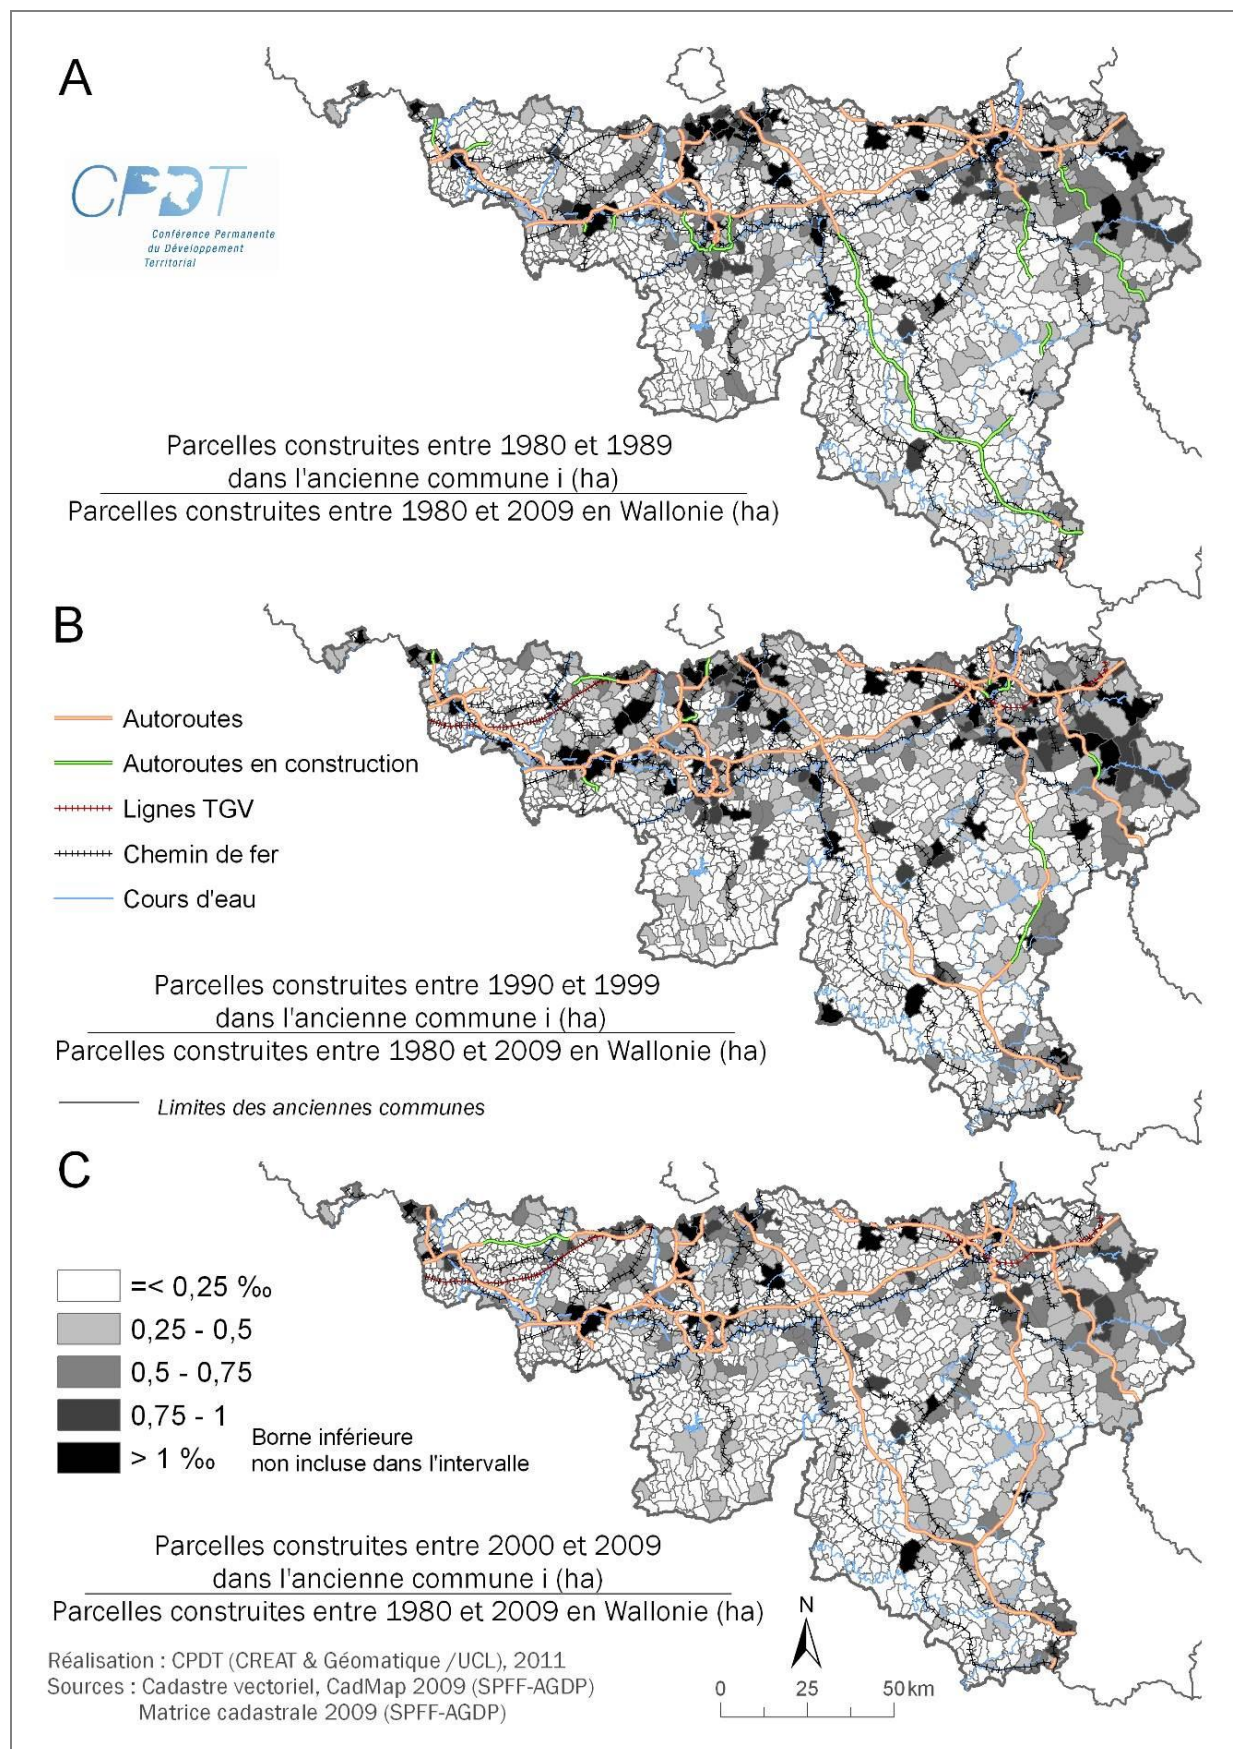 A
CPDT
Conférence Permanente
du Développement
Territorial
Parcelles construites entre 1980 et 1989
dans l'ancienne commune i (ha)
Parcelles construites entre 1980 et 2009 en Wallonie (ha)
B
Autoroutes
Autoroutes en construction
Lignes TGV
Chemin de fer
Cours d'eau
Parcelles construites entre 1990 et 1999
dans l'ancienne commune i (ha)
Parcelles construites entre 1980 et 2009 en Wallonie (ha)
Limites des anciennes communes
C
=< 0,25 ‰
0,25 - 0,5
0,5 - 0,75
0,75 - 1
> 1 ‰
Borne inférieure
non incluse dans l'intervalle
Parcelles construites entre 2000 et 2009
dans l'ancienne commune i (ha)
Parcelles construites entre 1980 et 2009 en Wallonie (ha)
N
Réalisation : CPDT (CREAT & Géomatique /UCL), 2011
Sources : Cadastre vectoriel, CadMap 2009 (SPFF-AGDP)
Matrice cadastrale 2009 (SPFF-AGDP)
0 25 50 km